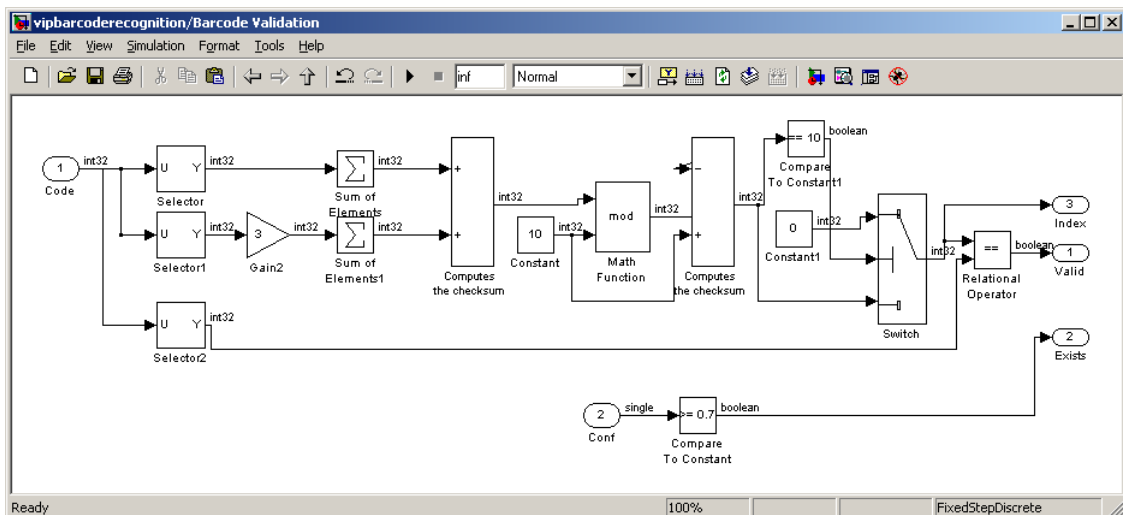 vipbarcoderecognition/Barcode Validation
File Edit View Simulation Format Tools Help
inf Normal
1
Code
int32
U Y
Selector
int32
Σ
Sum of
Elements
int32
U Y
Selector1
int32
3
Gain2
int32
Σ
Sum of
Elements1
int32
U Y
Selector2
int32
+
+
Computes
the checksum
int32
10
Constant
int32
mod
Math
Function
int32
−
+
Computes
the checksum
int32
== 10
Compare
To Constant1
boolean
0
Constant1
int32
Switch
int32
==
Relational
Operator
boolean
3
Index
1
Valid
2
Exists
2
Conf
single
>= 0.7
Compare
To Constant
boolean
Ready 100% FixedStepDiscrete